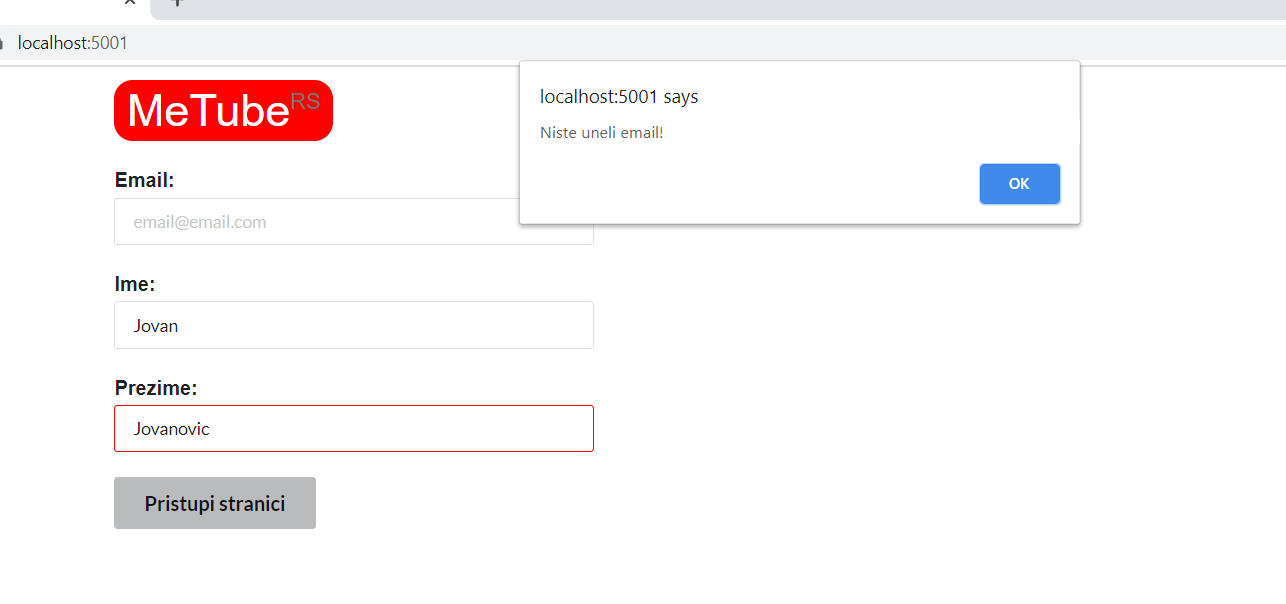 localhost:5001
MeTubeRS
localhost:5001 says
Niste uneli email!
OK
Email:
email@email.com
Ime:
Jovan
Prezime:
Jovanovic
Pristupi stranici